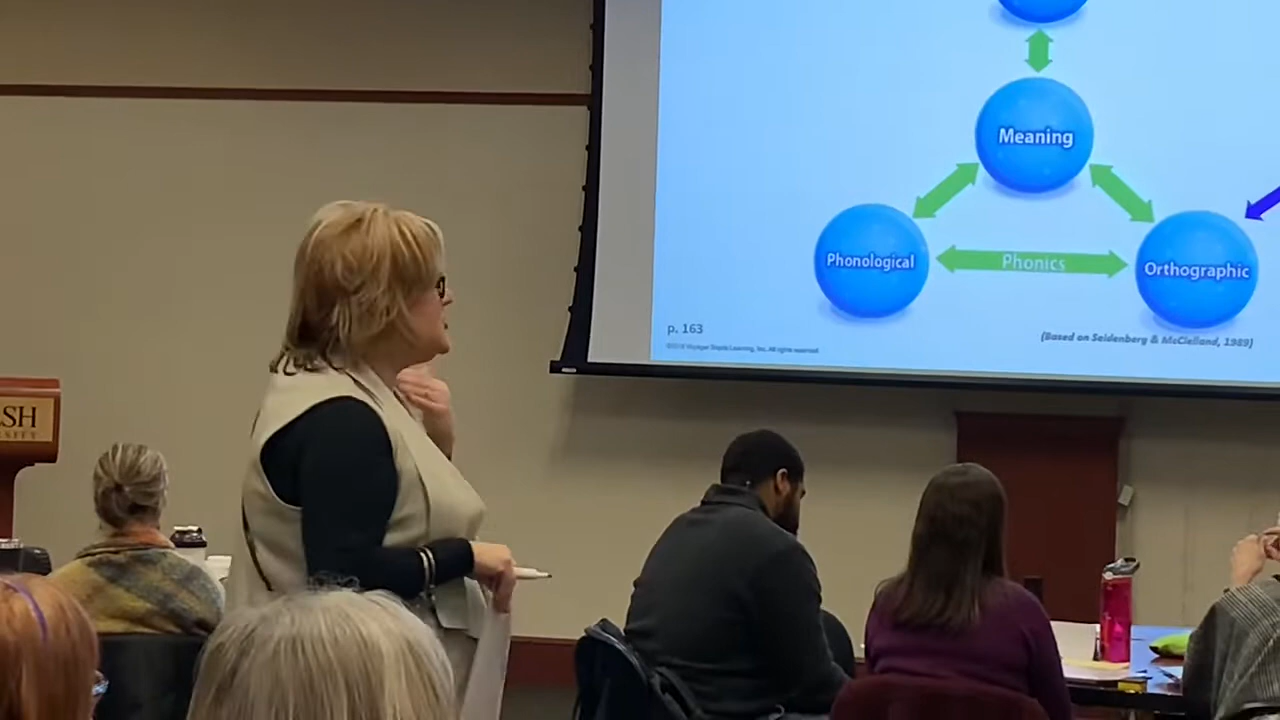 Meaning
Phonological
Phonics
Orthographic
p. 163
(Based on Seidenberg & McClelland, 1989)
SH